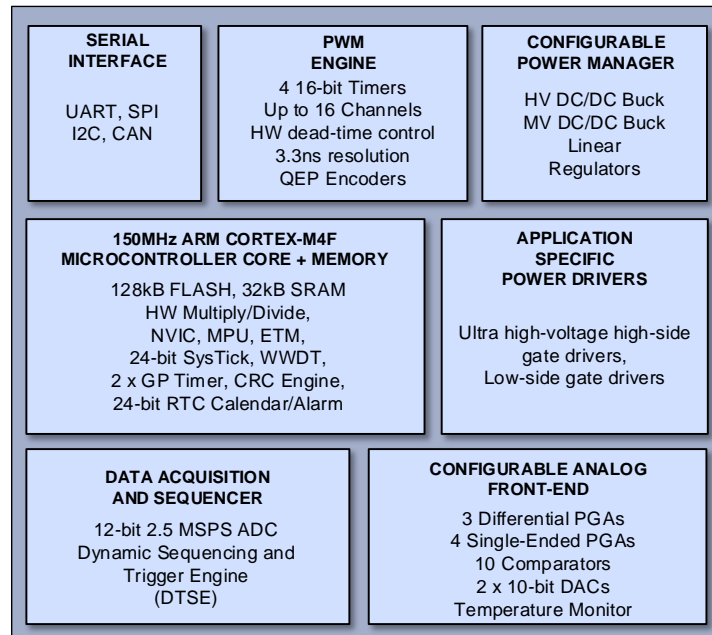 SERIAL
INTERFACE
UART, SPI
I2C, CAN
PWM
ENGINE
4 16-bit Timers
Up to 16 Channels
HW dead-time control
3.3ns resolution
QEP Encoders
CONFIGURABLE
POWER MANAGER
HV DC/DC Buck
MV DC/DC Buck
Linear
Regulators
150MHz ARM CORTEX-M4F
MICROCONTROLLER CORE + MEMORY
128kB FLASH, 32kB SRAM
HW Multiply/Divide,
NVIC, MPU, ETM,
24-bit SysTick, WWDT,
2 x GP Timer, CRC Engine,
24-bit RTC Calendar/Alarm
APPLICATION
SPECIFIC
POWER DRIVERS
Ultra high-voltage high-side
gate drivers,
Low-side gate drivers
DATA ACQUISITION
AND SEQUENCER
12-bit 2.5 MSPS ADC
Dynamic Sequencing and
Trigger Engine
(DTSE)
CONFIGURABLE ANALOG
FRONT-END
3 Differential PGAs
4 Single-Ended PGAs
10 Comparators
2 x 10-bit DACs
Temperature Monitor